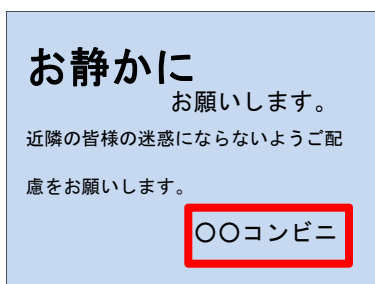 お静かに
お願いします。
近隣の皆様の迷惑にならないようご配
慮をお願いします。
〇〇コンビニ